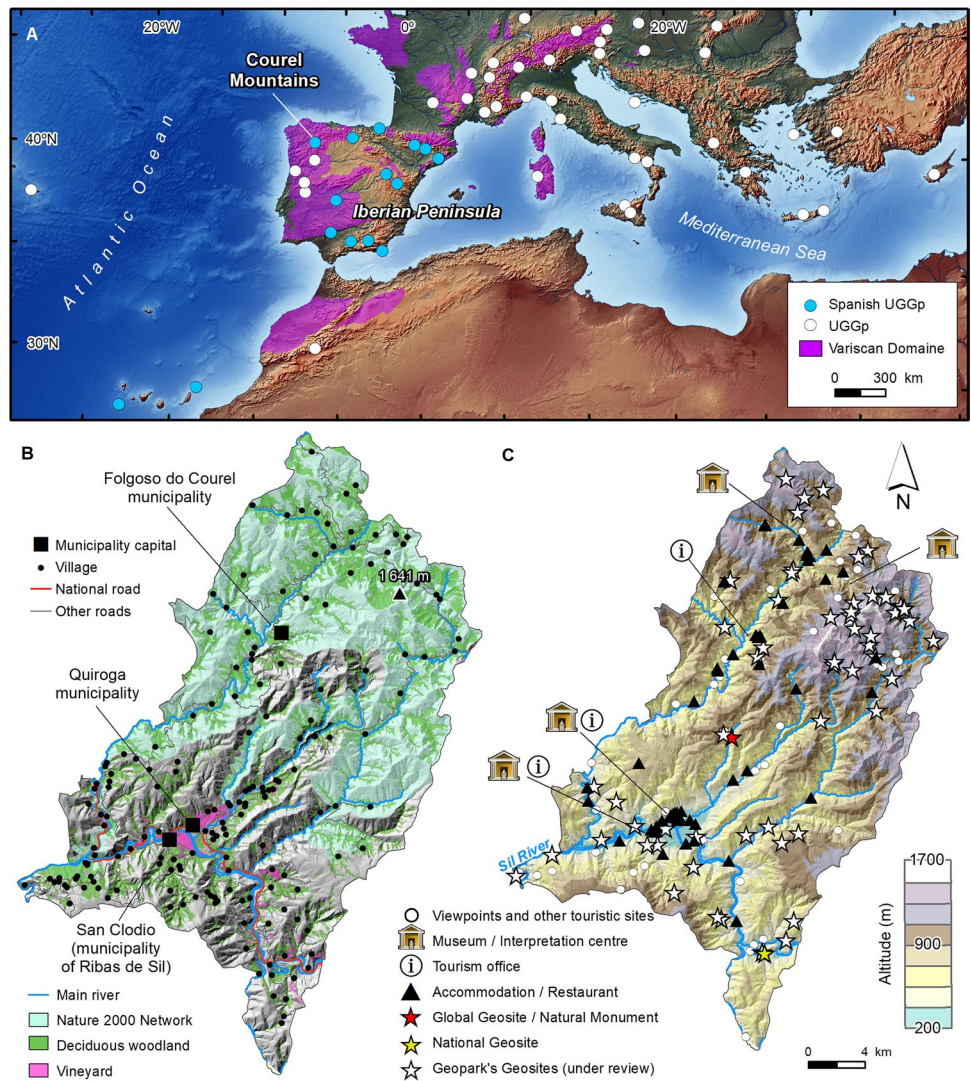 A
20°W
0°
20°W
Courel
Mountains
40°N
Atlantic Ocean
Iberian Peninsula
Mediterranean Sea
30°N
Spanish UGGp
UGGp
Variscan Domaine
0 300 km
B
Folgoso do Courel
municipality
Municipality capital
Village
National road
Other roads
1 641 m
Quiroga
municipality
San Clodio
(municipality
of Ribas de Sil)
Main river
Nature 2000 Network
Deciduous woodland
Vineyard
C
N
i
i
i
Sil River
Viewpoints and other touristic sites
Museum / Interpretation centre
i Tourism office
Accommodation / Restaurant
Global Geosite / Natural Monument
National Geosite
Geopark's Geosites (under review)
Altitude (m)
1700
900
200
0 4 km